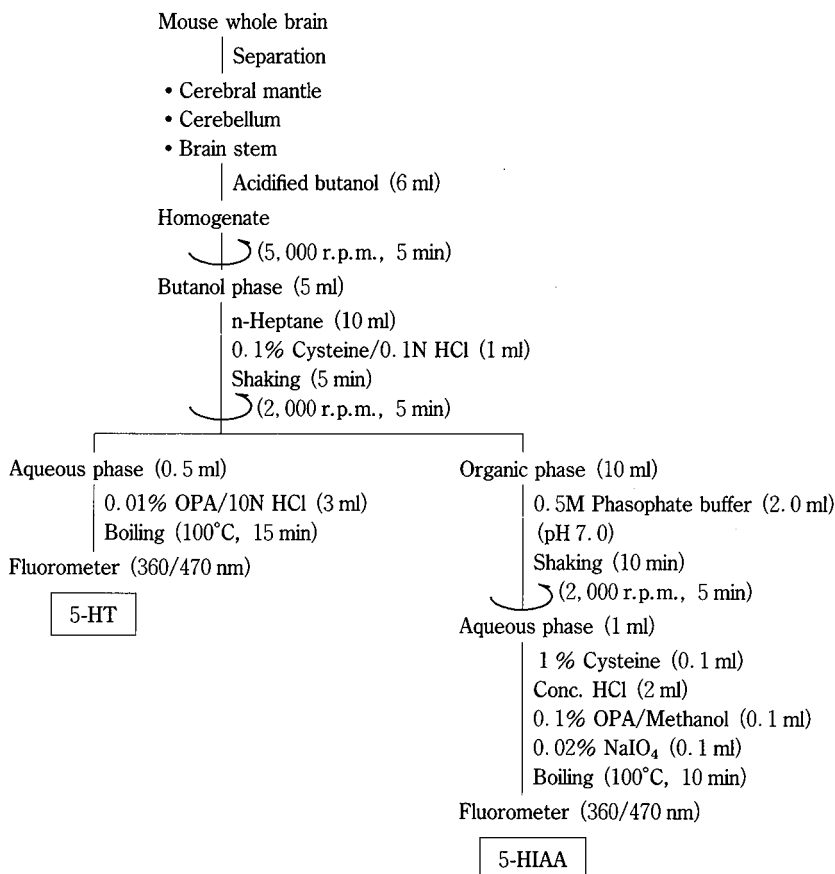 Mouse whole brain
Separation
• Cerebral mantle
• Cerebellum
• Brain stem
Acidified butanol (6 ml)
Homogenate
(5,000 r.p.m., 5 min)
Butanol phase (5 ml)
n-Heptane (10 ml)
0.1% Cysteine/0.1N HCl (1 ml)
Shaking (5 min)
(2,000 r.p.m., 5 min)
Aqueous phase (0.5 ml)
0.01% OPA/10N HCl (3 ml)
Boiling (100°C, 15 min)
Fluorometer (360/470 nm)
5-HT
Organic phase (10 ml)
0.5M Phasophate buffer (2.0 ml)
(pH 7.0)
Shaking (10 min)
(2,000 r.p.m., 5 min)
Aqueous phase (1 ml)
1% Cysteine (0.1 ml)
Conc. HCl (2 ml)
0.1% OPA/Methanol (0.1 ml)
0.02% NaIO₄ (0.1 ml)
Boiling (100°C, 10 min)
Fluorometer (360/470 nm)
5-HIAA